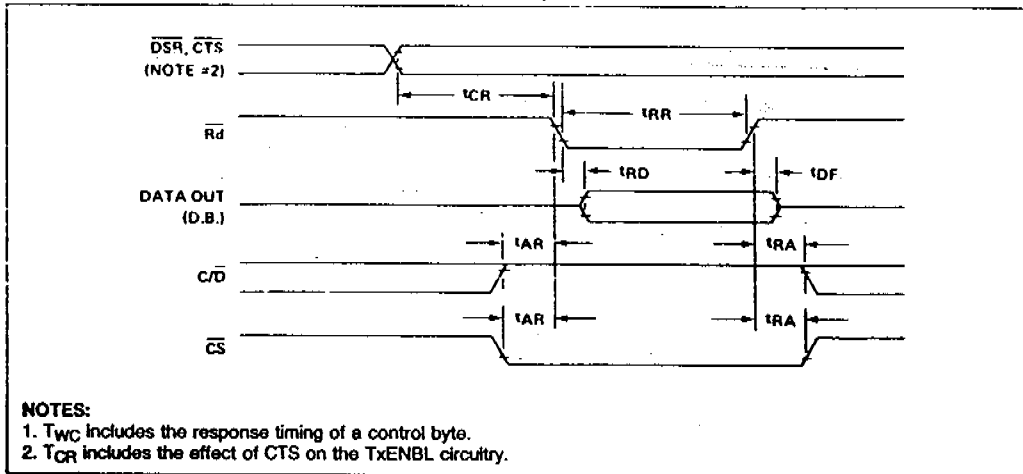 DSR, CTS
(NOTE #2)
tCR
tRR
Rd
tRD
tDF
DATA OUT
(D.B.)
tAR
tRA
C/D
tAR
tRA
CS
NOTES:
1. TWC includes the response timing of a control byte.
2. TCR includes the effect of CTS on the TxENBL circuitry.